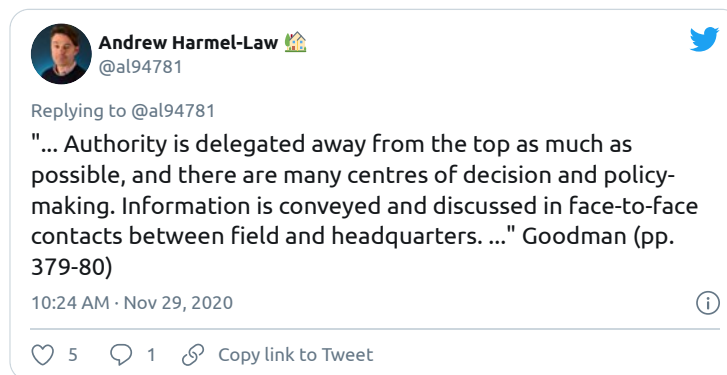 Andrew Harmel-Law 🏡
@al94781
Replying to @al94781
"... Authority is delegated away from the top as much as
possible, and there are many centres of decision and policy-
making. Information is conveyed and discussed in face-to-face
contacts between field and headquarters. ..." Goodman (pp.
379-80)
10:24 AM · Nov 29, 2020
5 1 Copy link to Tweet